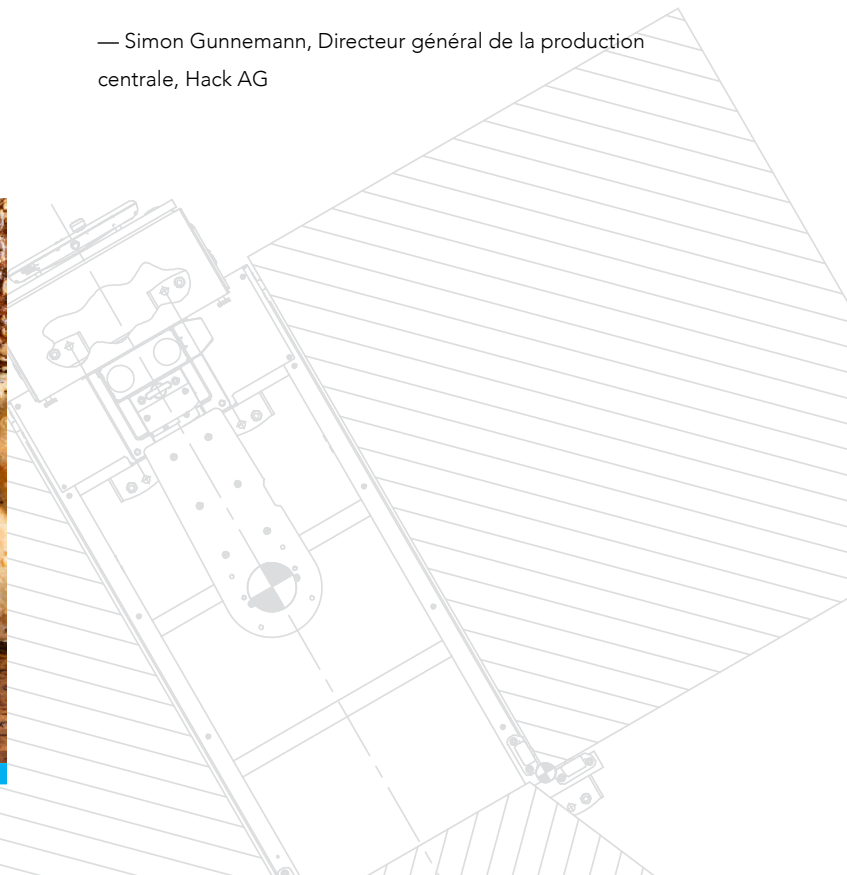 — Simon Gunnemann, Directeur général de la production
centrale, Hack AG